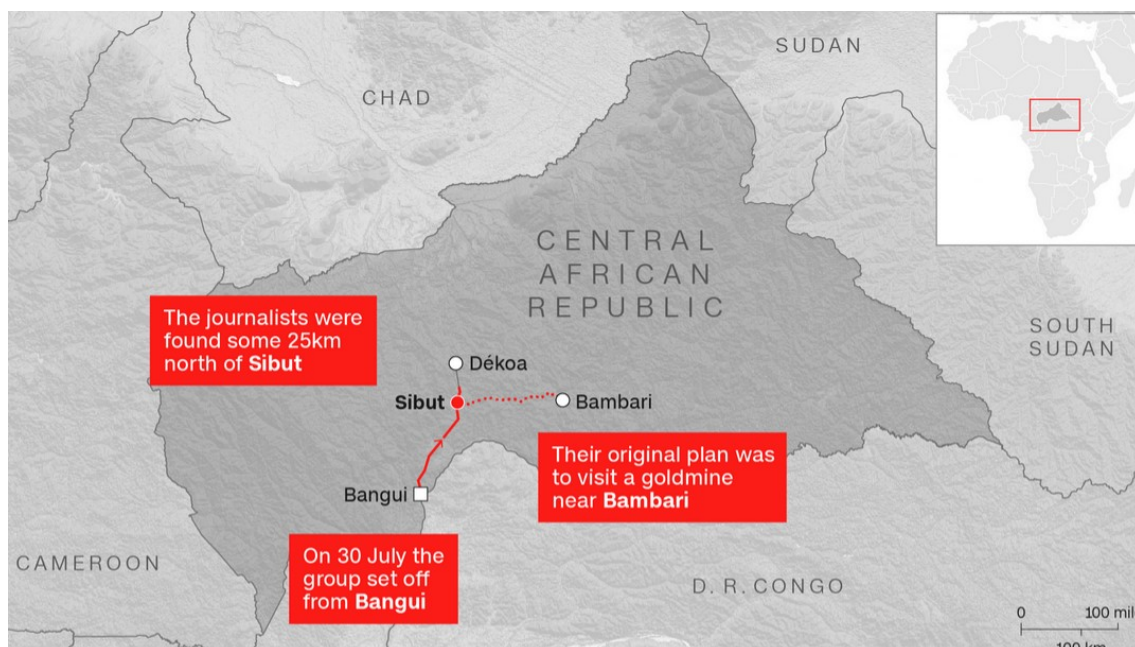 SUDAN
CHAD
CENTRAL
AFRICAN
REPUBLIC
The journalists were
found some 25km
north of Sibut
SOUTH
SUDAN
Dékoa
Sibut
Bambari
Their original plan was
to visit a goldmine
near Bambari
Bangui
On 30 July the
group set off
from Bangui
CAMEROON
D. R. CONGO
0 100 mil
100 km